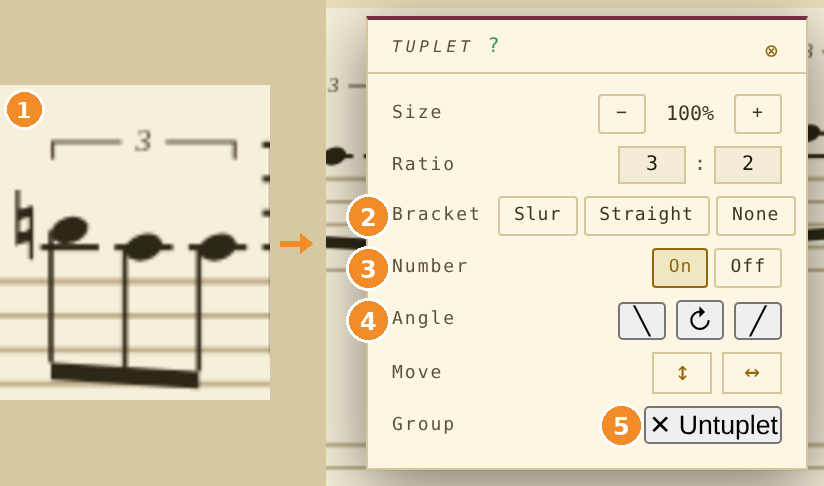 1
3
3
TUPLET ? ⊗
Size − 100% +
Ratio 3 : 2
2 Bracket Slur Straight None
3 Number On Off
4 Angle ╲ ↻ ╱
Move ↕ ↔
Group 5 ✕ Untuplet